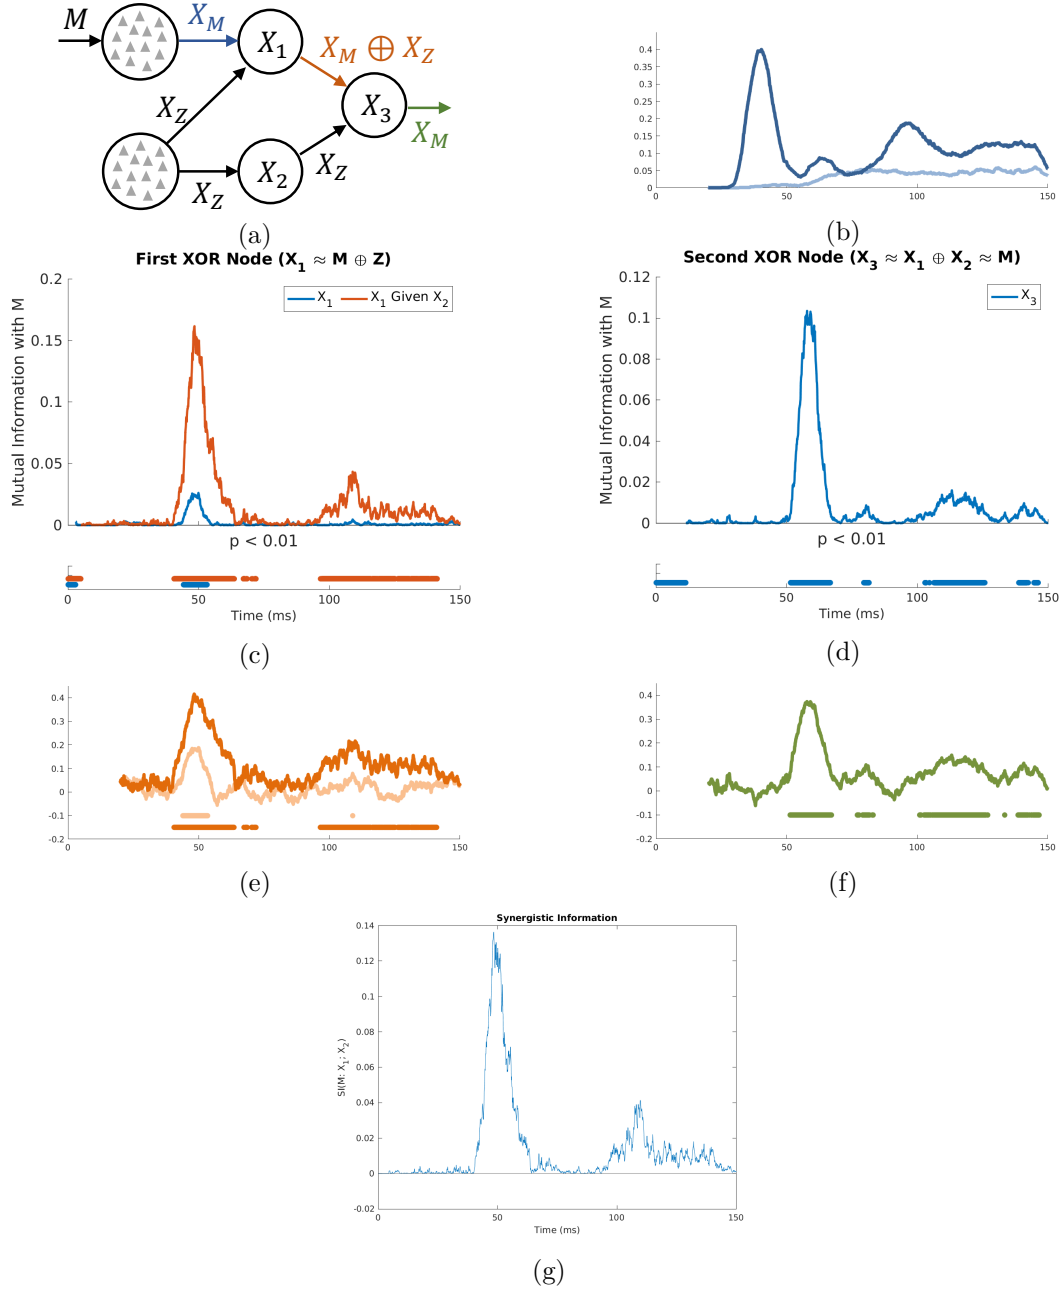 M
X_M
X_1
X_M ⊕ X_Z
X_Z
X_3
X_M
X_2
X_Z
X_Z
(a)
0.4
0.35
0.3
0.25
0.2
0.15
0.1
0.05
0
0 50 100 150
(b)
First XOR Node (X_1 ≈ M ⊕ Z)
Mutual Information with M
0.2
0.15
0.1
0.05
0
X_1 X_1 Given X_2
p < 0.01
0 50 100 150
Time (ms)
(c)
Second XOR Node (X_3 ≈ X_1 ⊕ X_2 ≈ M)
Mutual Information with M
0.12
0.1
0.08
0.06
0.04
0.02
0
X_3
p < 0.01
0 50 100 150
Time (ms)
(d)
0.4
0.3
0.2
0.1
0
-0.1
-0.2
0 50 100 150
(e)
0.4
0.3
0.2
0.1
0
-0.1
-0.2
0 50 100 150
(f)
Synergistic Information
SI(M: X_1; X_2)
0.14
0.12
0.1
0.08
0.06
0.04
0.02
0
-0.02
0 50 100 150
Time (ms)
(g)